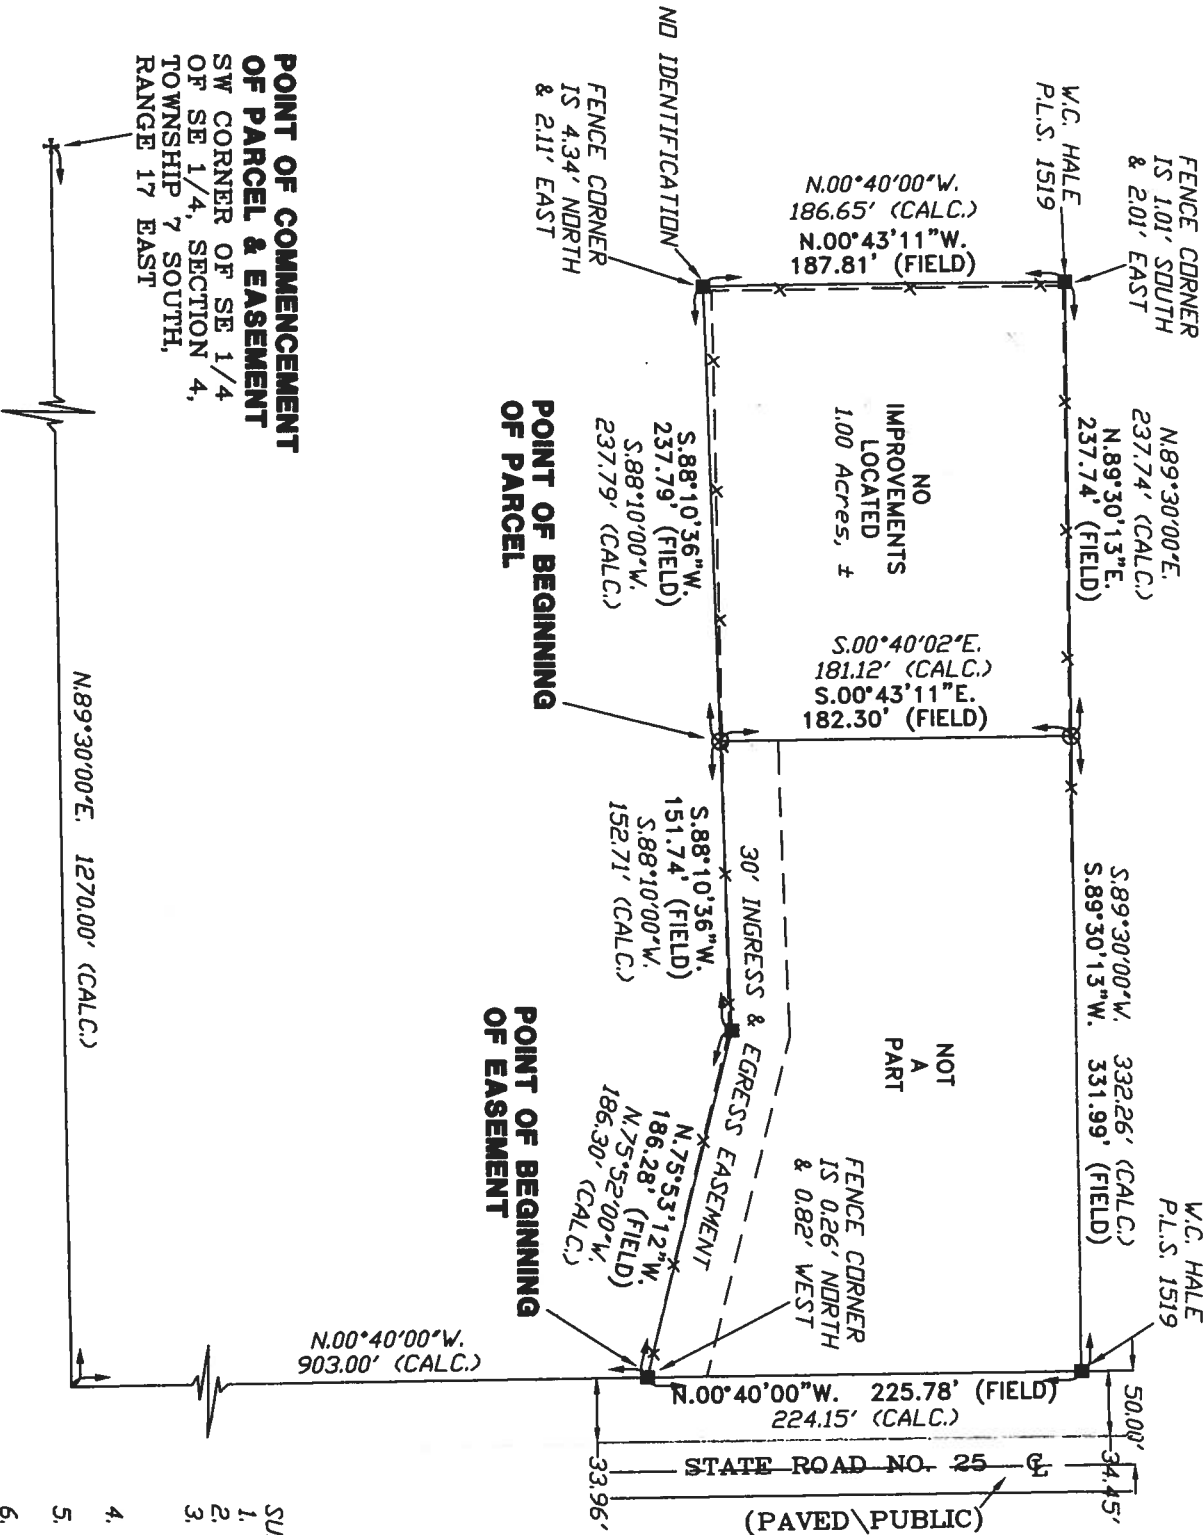 FENCE CORNER
IS 1.01' SOUTH
& 2.01' EAST
W.C. HALE
P.L.S. 1519
NO IDENTIFICATION
FENCE CORNER
IS 4.34' NORTH
& 2.11' EAST
N.00°40'00"W.
186.65' (CALC.)
N.00°43'11"W.
187.81' (FIELD)
N.89°30'00"E.
237.74' (CALC.)
N.89°30'13"E.
237.74' (FIELD)
NO
IMPROVEMENTS
LOCATED
1.00 Acres, ±
S.88°10'36"W.
237.79' (FIELD)
S.88°10'00"W.
237.79' (CALC.)
S.00°40'02"E.
181.12' (CALC.)
S.00°43'11"E.
182.30' (FIELD)
POINT OF BEGINNING
OF PARCEL
POINT OF COMMENCEMENT
OF PARCEL & EASEMENT
SW CORNER OF SE 1/4
OF SE 1/4, SECTION 4,
TOWNSHIP 7 SOUTH,
RANGE 17 EAST
S.89°30'00"W. 332.26' (CALC.)
S.89°30'13"W. 331.99' (FIELD)
W.C. HALE
P.L.S. 1519
NOT
A
PART
30' INGRESS & EGRESS EASEMENT
S.88°10'36"W.
151.74' (FIELD)
S.88°10'00"W.
152.71' (CALC.)
N.75°53'12"W.
186.28' (FIELD)
N.75°52'00"W.
186.30' (CALC.)
FENCE CORNER
IS 0.26' NORTH
& 0.82' WEST
POINT OF BEGINNING
OF EASEMENT
N.89°30'00"E. 1270.00' (CALC.)
N.00°40'00"W.
903.00' (CALC.)
N.00°40'00"W. 225.78' (FIELD)
224.15' (CALC.)
50.00'
34.45'
33.96'
STATE ROAD NO. 25 ℄
(PAVED\PUBLIC)
SU
1.
2.
3.
4.
5.
6.